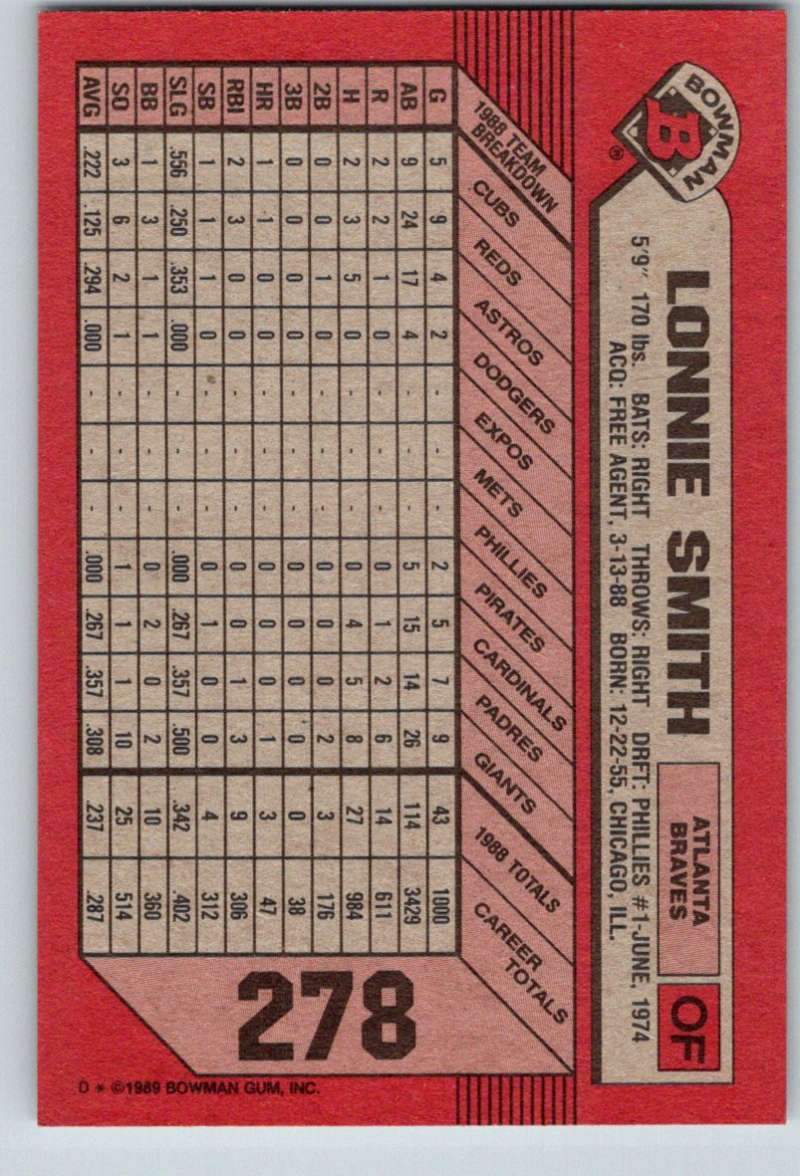 BOWMAN
B
MAN
®
LONNIE SMITH
ATLANTA
BRAVES
OF
5'9" 170 lbs. BATS: RIGHT THROWS: RIGHT DRFT: PHILLIES #1-JUNE, 1974
ACQ: FREE AGENT, 3-13-88 BORN: 12-22-55, CHICAGO, ILL.
1988 TEAM
BREAKDOWN
CUBS
REDS
ASTROS
DODGERS
EXPOS
METS
PHILLIES
PIRATES
CARDINALS
PADRES
GIANTS
1988 TOTALS
CAREER
TOTALS
G 5 9 4 2 - - - 2 5 7 9 43 1000
AB 9 24 17 4 - - - 5 15 14 26 114 3429
R 2 2 1 0 - - - 0 1 2 6 14 611
H 2 3 5 0 - - - 0 4 5 8 27 984
2B 0 0 1 0 - - - 0 0 0 2 3 176
3B 0 0 0 0 - - - 0 0 0 0 0 38
HR 1 1 0 0 - - - 0 0 0 1 3 47
RBI 2 3 0 0 - - - 0 0 1 3 9 306
SB 1 1 1 0 - - - 0 1 0 0 4 312
SLG .556 .250 .353 .000 - - - .000 .267 .357 .500 .342 .402
BB 1 3 1 1 - - - 0 2 0 2 10 360
SO 3 6 2 1 - - - 1 1 1 10 25 514
AVG .222 .125 .294 .000 - - - .000 .267 .357 .308 .237 .287
278
D * ©1989 BOWMAN GUM, INC.